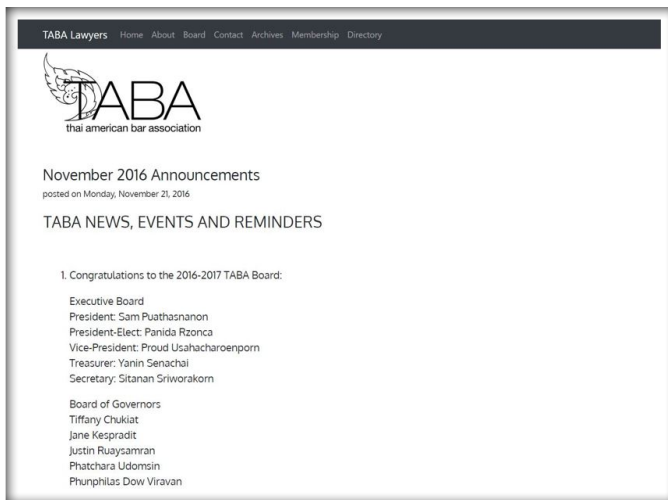 TABA Lawyers Home About Board Contact Archives Membership Directory
TABA
thai american bar association
November 2016 Announcements
posted on Monday, November 21, 2016
TABA NEWS, EVENTS AND REMINDERS
1. Congratulations to the 2016-2017 TABA Board:
Executive Board
President: Sam Puathasnanon
President-Elect: Panida Rzonca
Vice-President: Proud Usahacharoenporn
Treasurer: Yanin Senachai
Secretary: Sitanan Sriworakorn
Board of Governors
Tiffany Chukiat
Jane Kespradit
Justin Ruaysamran
Phatchara Udomsin
Phunphilas Dow Viravan